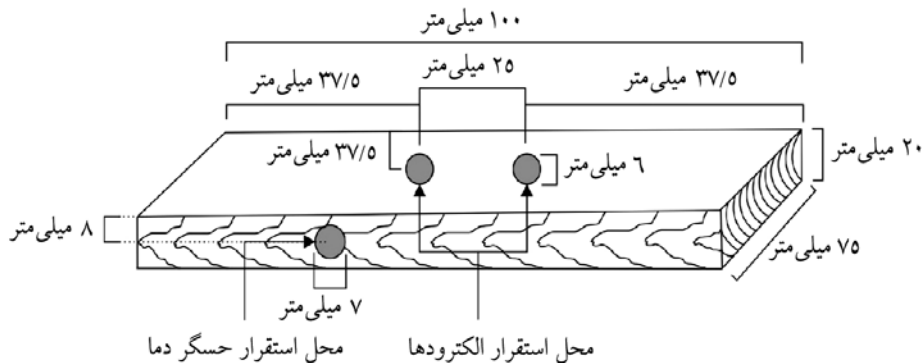 ۱۰۰ میلی‌متر
۲۵ میلی‌متر
۳۷/۵ میلی‌متر
۳۷/۵ میلی‌متر
۳۷/۵ میلی‌متر
۶ میلی‌متر
۲۰ میلی‌متر
۸ میلی‌متر
۷۵ میلی‌متر
۷ میلی‌متر
محل استقرار الکترودها
محل استقرار حسگر دما